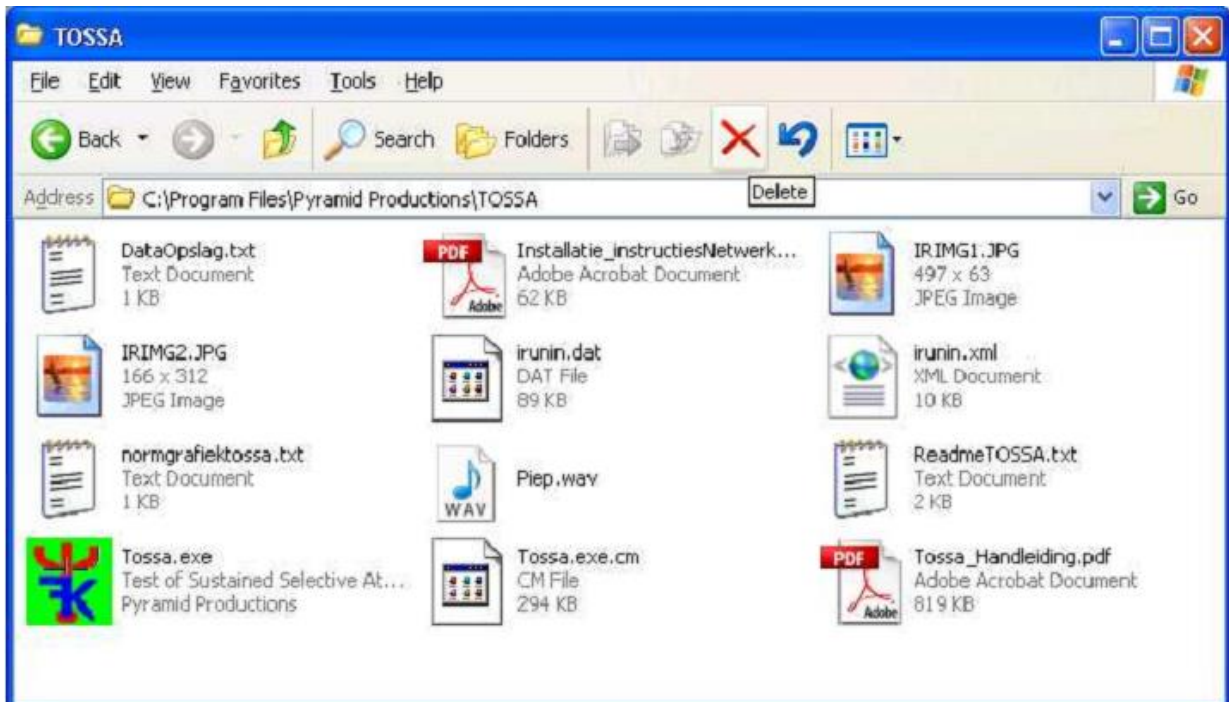 TOSSA
File Edit View Favorites Tools Help
Back Search Folders
Delete
Address C:\Program Files\Pyramid Productions\TOSSA Go
DataOpslag.txt
Text Document
1 KB
PDF
Adobe
Installatie_instructiesNetwerk...
Adobe Acrobat Document
62 KB
IRIMG1.JPG
497 x 63
JPEG Image
IRIMG2.JPG
166 x 312
JPEG Image
irunin.dat
DAT File
89 KB
irunin.xml
XML Document
10 KB
normgrafiektossa.txt
Text Document
1 KB
WAV
Piep.wav
ReadmeTOSSA.txt
Text Document
2 KB
Tossa.exe
Test of Sustained Selective At...
Pyramid Productions
Tossa.exe.cm
CM File
294 KB
PDF
Adobe
Tossa_Handleiding.pdf
Adobe Acrobat Document
819 KB